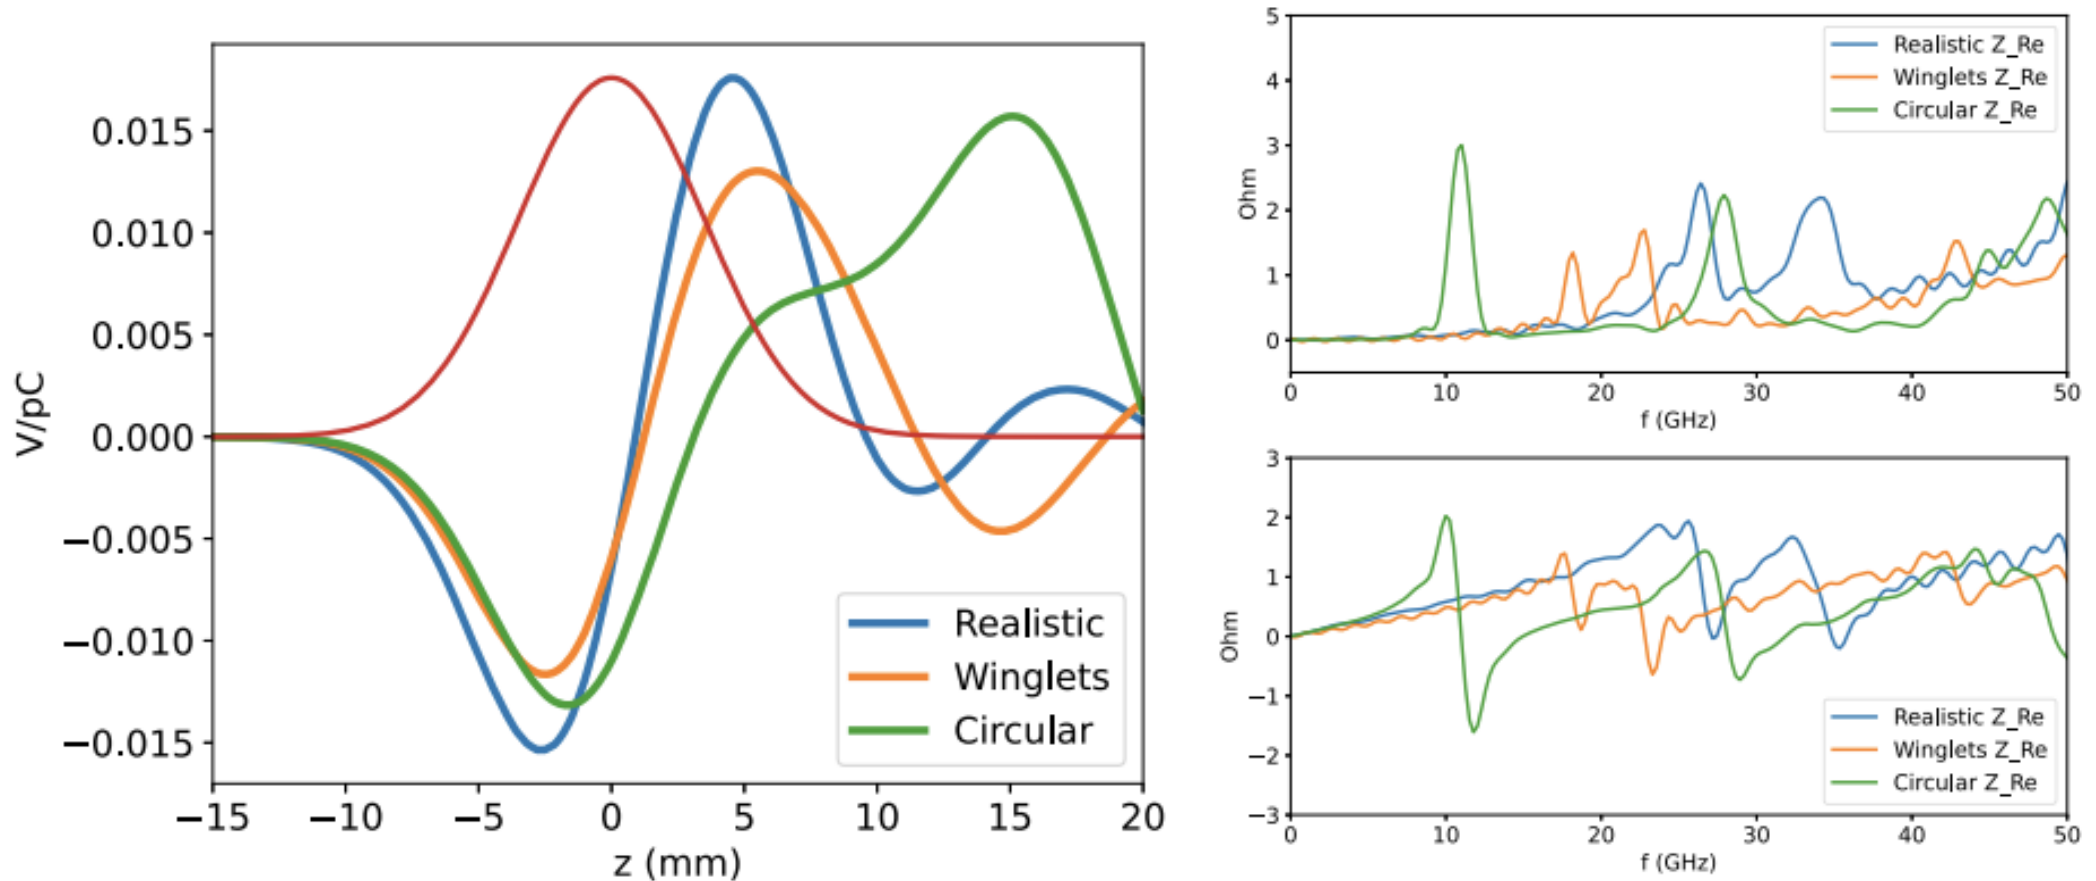 V/pC
0.015
0.010
0.005
0.000
−0.005
−0.010
−0.015
−15 −10 −5 0 5 10 15 20
z (mm)
Realistic
Winglets
Circular
Ohm
5
4
3
2
1
0
0 10 20 30 40 50
f (GHz)
Realistic Z_Re
Winglets Z_Re
Circular Z_Re
Ohm
3
2
1
0
−1
−2
−3
0 10 20 30 40 50
f (GHz)
Realistic Z_Re
Winglets Z_Re
Circular Z_Re